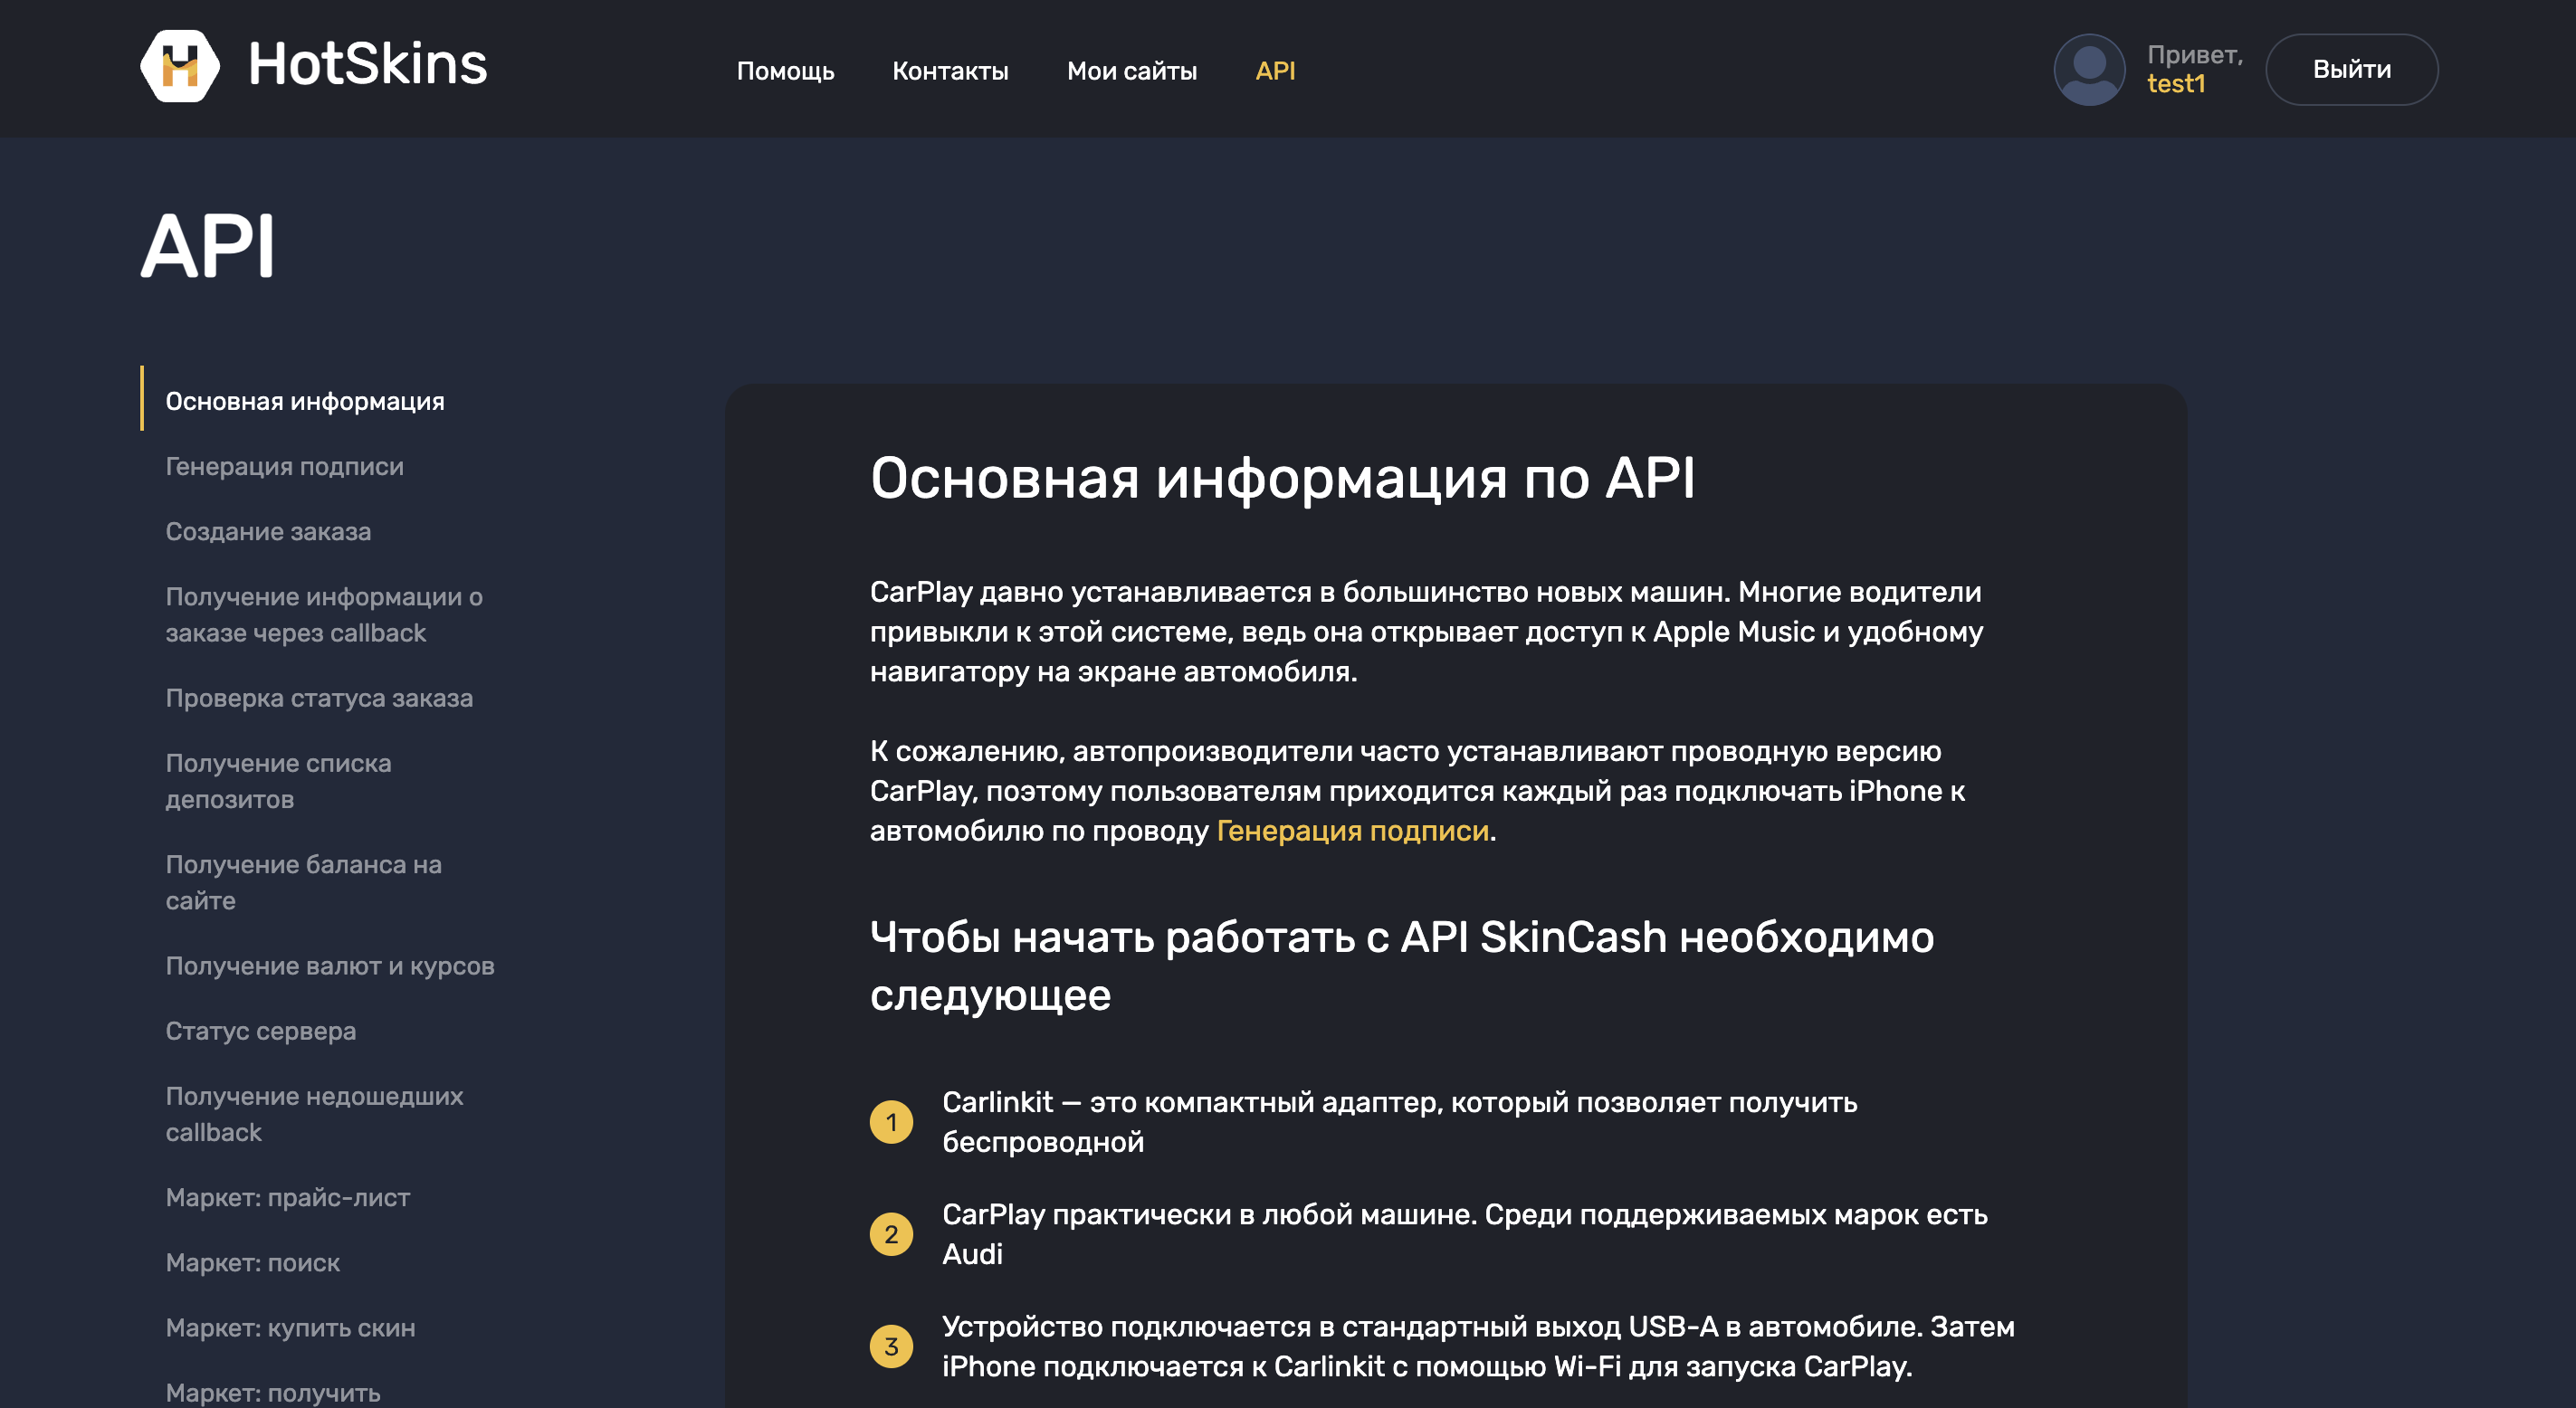 HotSkins
Помощь
Контакты
Мои сайты
API
Привет,
test1
Выйти
API
Основная информация
Генерация подписи
Создание заказа
Получение информации о
заказе через callback
Проверка статуса заказа
Получение списка
депозитов
Получение баланса на
сайте
Получение валют и курсов
Статус сервера
Получение недошедших
callback
Маркет: прайс-лист
Маркет: поиск
Маркет: купить скин
Маркет: получить
Основная информация по API
CarPlay давно устанавливается в большинство новых машин. Многие водители
привыкли к этой системе, ведь она открывает доступ к Apple Music и удобному
навигатору на экране автомобиля.
К сожалению, автопроизводители часто устанавливают проводную версию
CarPlay, поэтому пользователям приходится каждый раз подключать iPhone к
автомобилю по проводу Генерация подписи.
Чтобы начать работать с API SkinCash необходимо
следующее
1
Carlinkit — это компактный адаптер, который позволяет получить
беспроводной
2
CarPlay практически в любой машине. Среди поддерживаемых марок есть
Audi
3
Устройство подключается в стандартный выход USB-A в автомобиле. Затем
iPhone подключается к Carlinkit с помощью Wi-Fi для запуска CarPlay.